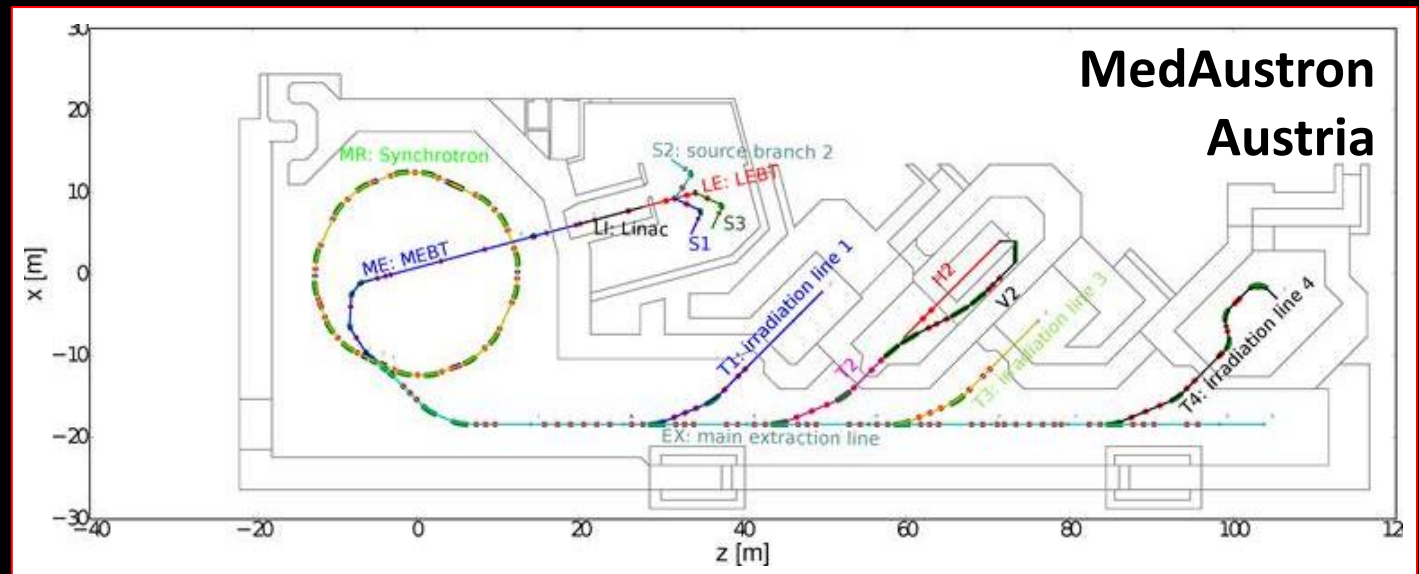 MedAustron
Austria
30
20
10
0
−10
−20
−30
x [m]
MR: Synchrotron
S2: source branch 2
LE: LEBT
LI: Linac
S1
S3
ME: MEBT
T1: irradiation line 1
H2
V2
T2
T3: irradiation line 3
T4: irradiation line 4
EX: main extraction line
−40
−20
0
20
40
60
80
100
12
z [m]